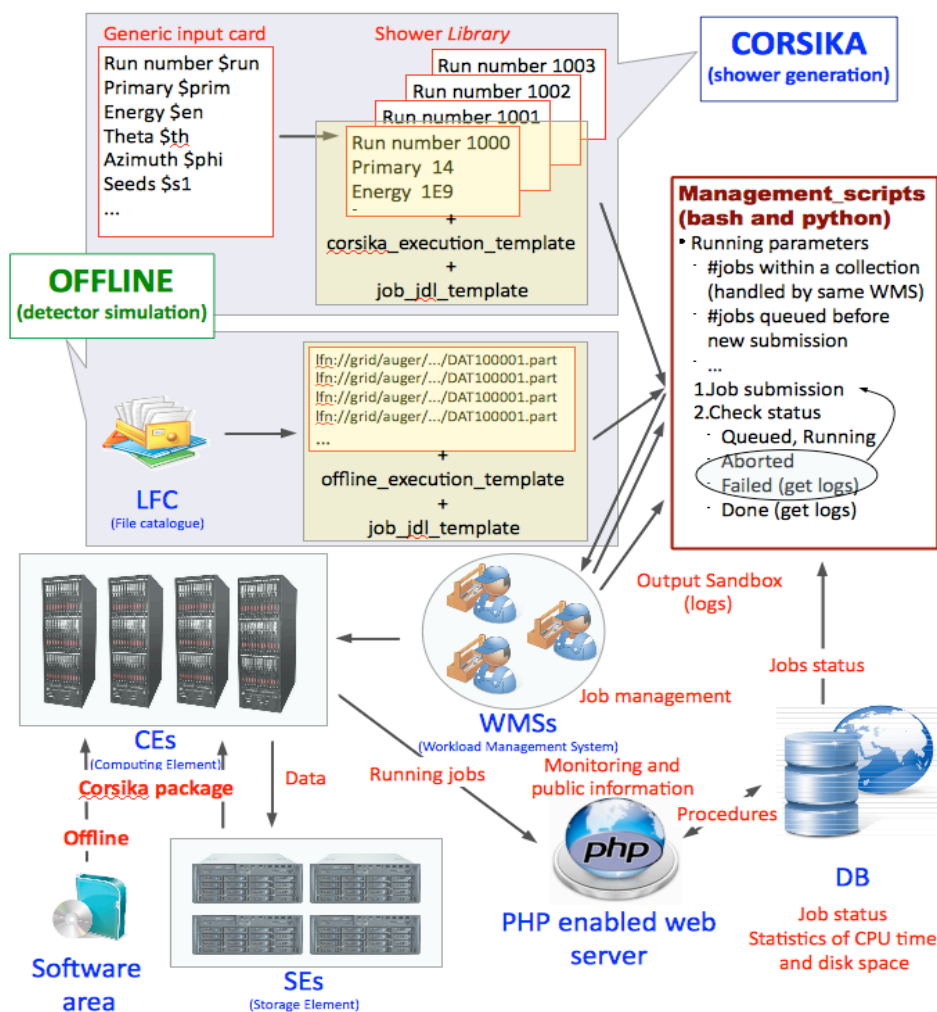 Generic input card
Run number $run
Primary $prim
Energy $en
Theta $th
Azimuth $phi
Seeds $s1
...
Shower Library
Run number 1003
Run number 1002
Run number 1001
Run number 1000
Primary 14
Energy 1E9
+
corsika_execution_template
+
job_jdl_template
CORSIKA
(shower generation)
OFFLINE
(detector simulation)
LFC
(File catalogue)
lfn://grid/auger/.../DAT100001.part
lfn://grid/auger/.../DAT100001.part
lfn://grid/auger/.../DAT100001.part
lfn://grid/auger/.../DAT100001.part
...
+
offline_execution_template
+
job_jdl_template
Management_scripts
(bash and python)
• Running parameters
· #jobs within a collection
(handled by same WMS)
· #jobs queued before
new submission
· ...
1.Job submission
2.Check status
· Queued, Running
· Aborted
· Failed (get logs)
· Done (get logs)
Output Sandbox
(logs)
Jobs status
Job management
WMSs
(Workload Management System)
CEs
(Computing Element)
Corsika package
Data
Running jobs
Offline
Monitoring and
public information
Procedures
php
PHP enabled web
server
DB
Job status
Statistics of CPU time
and disk space
Software
area
SEs
(Storage Element)